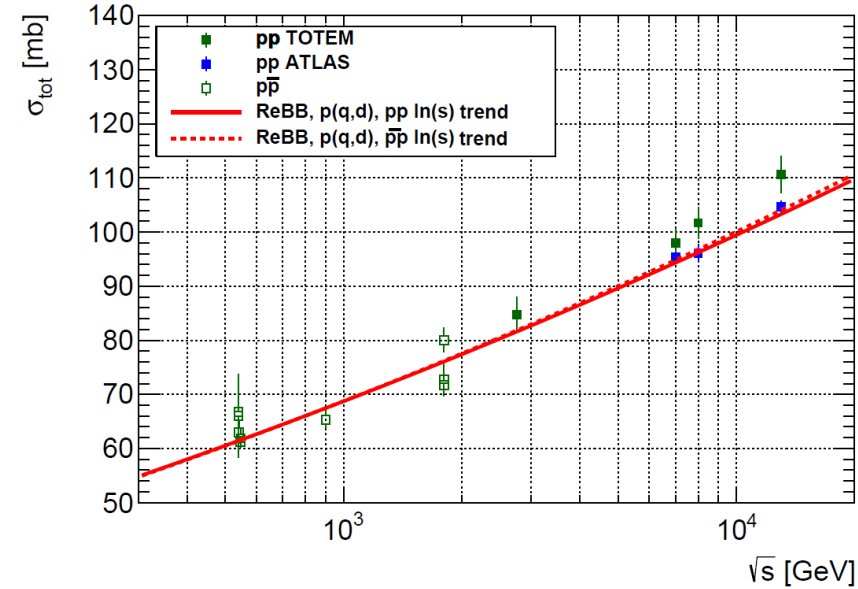 σtot [mb]
140
130
120
110
100
90
80
70
60
50
pp TOTEM
pp ATLAS
pp̅
ReBB, p(q,d), pp ln(s) trend
ReBB, p(q,d), p̅p ln(s) trend
10³
10⁴
√s [GeV]